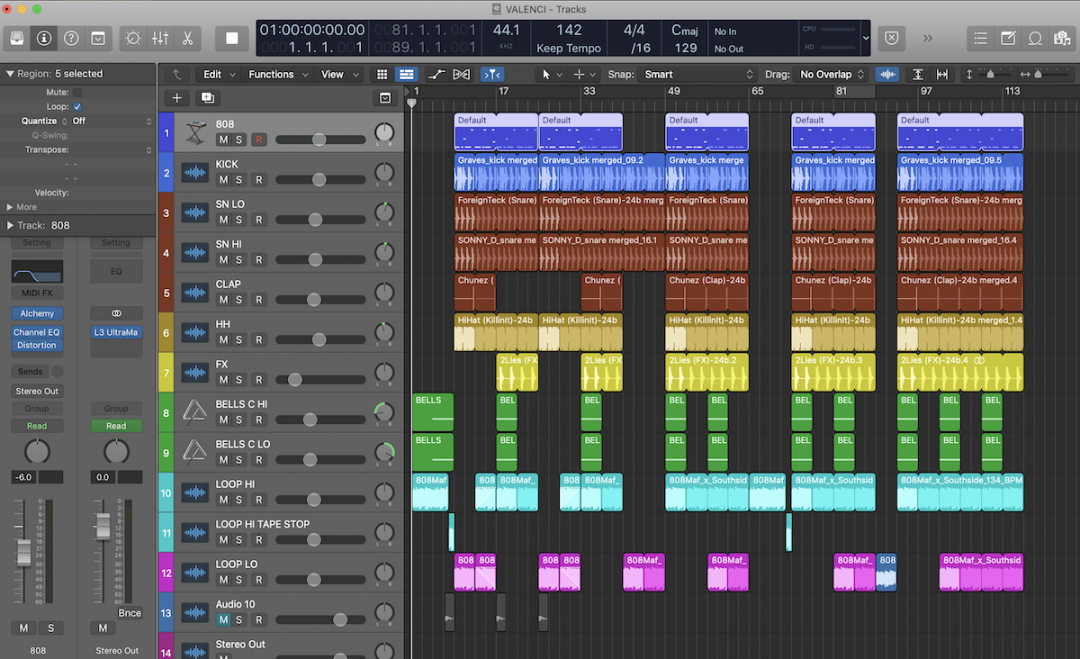 VALENCI - Tracks
01:00:00:00.00
1. 1. 1. 1
0081. 1. 1.001
0089. 1. 1.001
44.1
KHZ
142
Keep Tempo
4/4
/16
Cmaj
129
No In
No Out
CPU
HD
Region: 5 selected
Mute:
Loop:
Quantize Off
Q-Swing:
Transpose:
Velocity:
More
Track: 808
Edit Functions View
Snap: Smart
Drag: No Overlap
1 17 33 49 65 81 97 113
Setting Setting
EQ
MIDI FX
Alchemy
Channel EQ
Distortion
L3 UltraMa
Sends
Stereo Out
Group Group
Read Read
-6.0 0.0
Bnce
M S M
808 Stereo Out
1 808 M S R
2 KICK M S R
3 SN LO M S R
4 SN HI M S R
5 CLAP M S R
6 HH M S R
7 FX M S R
8 BELLS C HI M S R
9 BELLS C LO M S R
10 LOOP HI M S R
11 LOOP HI TAPE STOP M S R
12 LOOP LO M S R
13 Audio 10 M S R
14 Stereo Out
Default Default Default Default Default
Graves_kick merged Graves_kick merged_09.2 Graves_kick merge Graves_kick merged Graves_kick merged_09.5
ForeignTeck (Snare) ForeignTeck (Snare)-24b merg ForeignTeck (Snare) ForeignTeck (Snare) ForeignTeck (Snare)-24b merg
SONNY_D_snare me SONNY_D_snare merged_16.1 SONNY_D_snare me SONNY_D_snare me SONNY_D_snare merged_16.4
Chunez ( Chunez ( Chunez (Clap)-24b Chunez (Clap)-24b Chunez (Clap)-24b merged.4
HiHat (Killinit)-24b HiHat (Killinit)-24b HiHat (Killinit)-24b HiHat (Killinit)-24b HiHat (Killinit)-24b merged_1.4
2Lies (FX 2Lies (FX 2Lies (FX)-24b.2 2Lies (FX)-24b.3 2Lies (FX)-24b.4
BELLS BEL BEL BEL BEL BEL BEL BEL BEL BEL
BELLS BEL BEL BEL BEL BEL BEL BEL BEL BEL
808Maf 808 808Maf_ 808 808Maf_ 808Maf_x_Southsid 808Maf 808Maf_x_Southsid 808Maf_x_Southside_134_BPM
808 808 808 808 808Maf_ 808Maf_ 808Maf_ 808 808Maf_x_Southsid